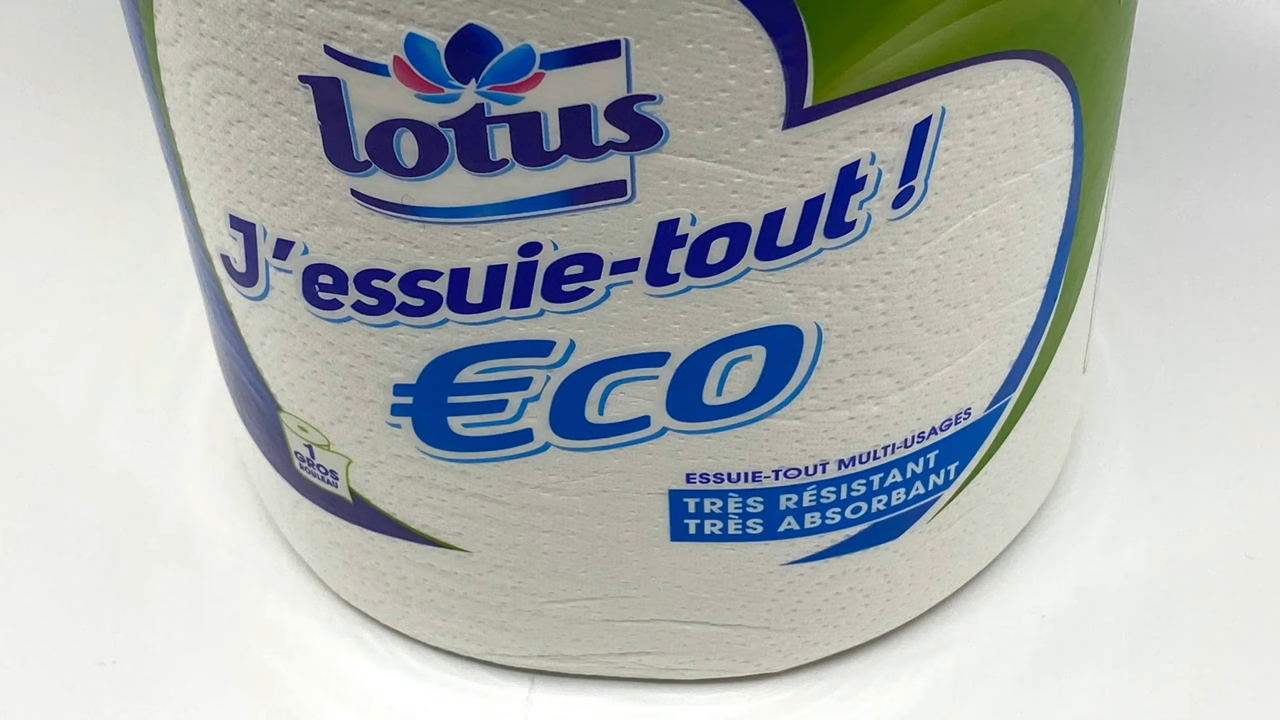 lotus
J'essuie-tout !
€co
1
GROS
ROULEAU
ESSUIE-TOUT MULTI-USAGES
TRÈS RÉSISTANT
TRÈS ABSORBANT